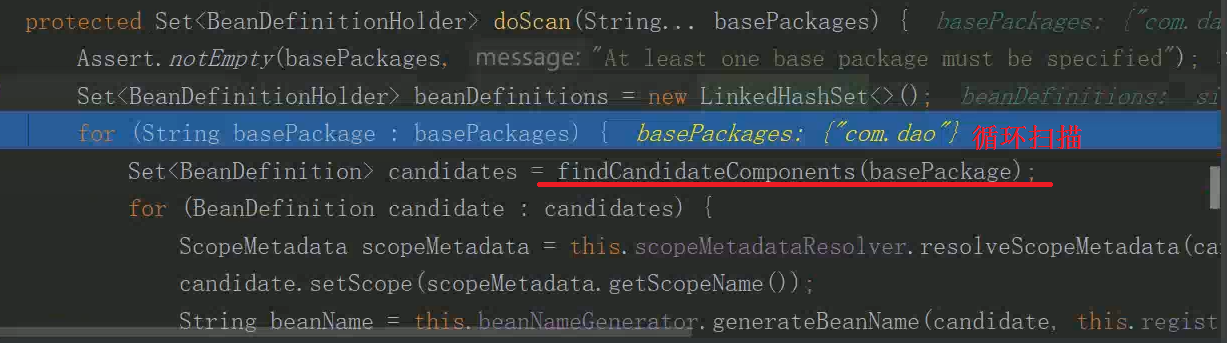 protected Set<BeanDefinitionHolder> doScan(String... basePackages) { basePackages: {"com.da
Assert.notEmpty(basePackages, message: "At least one base package must be specified");
Set<BeanDefinitionHolder> beanDefinitions = new LinkedHashSet<>(); beanDefinitions: si
for (String basePackage : basePackages) { basePackages: {"com.dao"} 循环扫描
Set<BeanDefinition> candidates = findCandidateComponents(basePackage);
for (BeanDefinition candidate : candidates) {
ScopeMetadata scopeMetadata = this.scopeMetadataResolver.resolveScopeMetadata(ca
candidate.setScope(scopeMetadata.getScopeName());
String beanName = this.beanNameGenerator.generateBeanName(candidate, this.regist